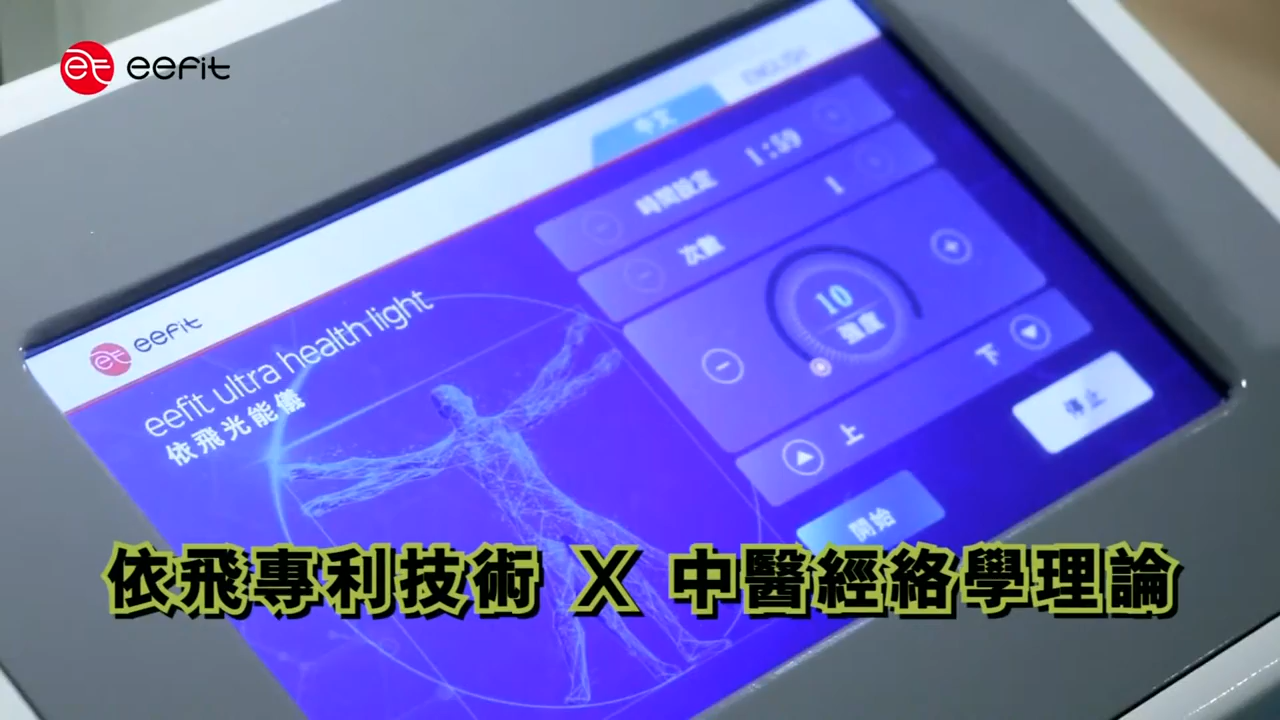 eefit
中文
ENGLISH
時間設定 1:59
次數 1
10
強度
下
上
停止
開始
eefit
eefit ultra health light
依飛光能儀
依飛專利技術 X 中醫經絡學理論